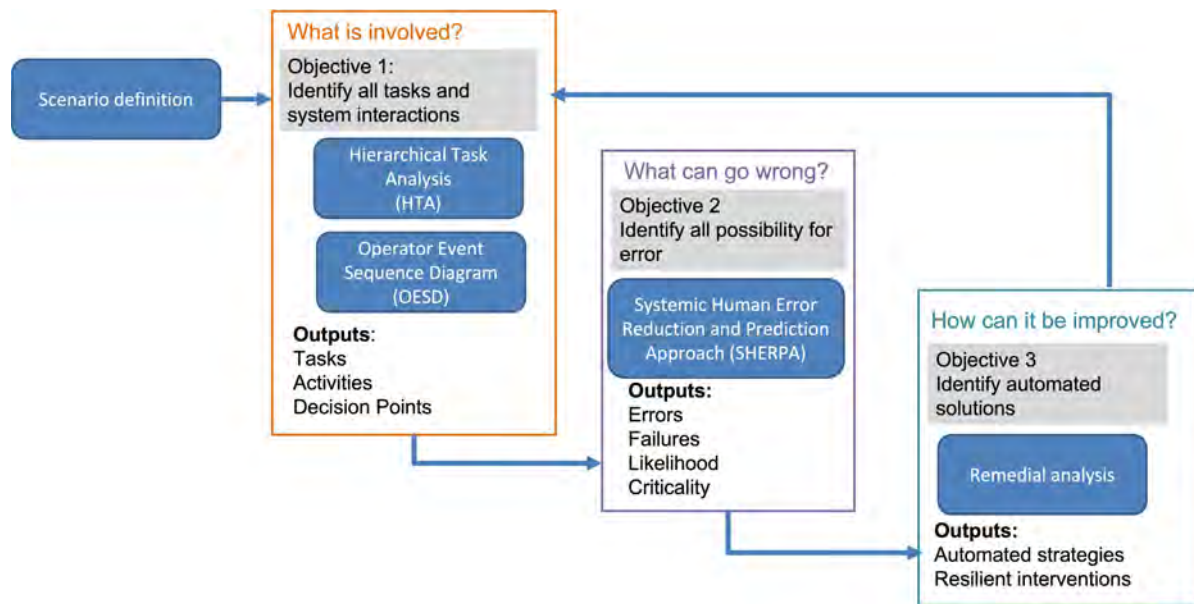 Scenario definition
What is involved?
Objective 1:
Identify all tasks and
system interactions
Hierarchical Task
Analysis
(HTA)
Operator Event
Sequence Diagram
(OESD)
Outputs:
Tasks
Activities
Decision Points
What can go wrong?
Objective 2
Identify all possibility for
error
Systemic Human Error
Reduction and Prediction
Approach (SHERPA)
Outputs:
Errors
Failures
Likelihood
Criticality
How can it be improved?
Objective 3
Identify automated
solutions
Remedial analysis
Outputs:
Automated strategies
Resilient interventions